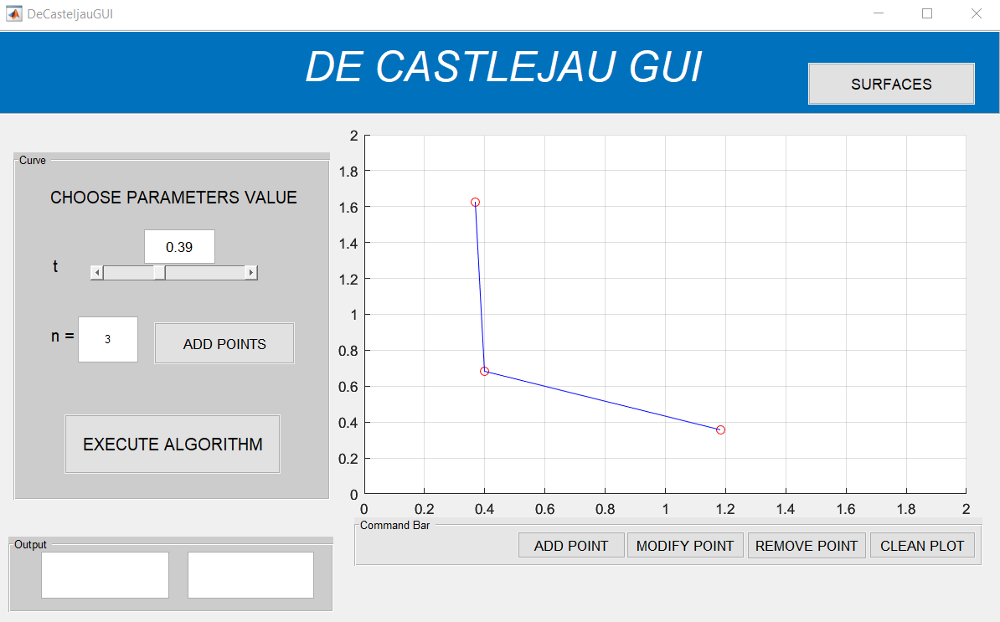 DeCasteljauGUI
DE CASTLEJAU GUI
SURFACES
Curve
CHOOSE PARAMETERS VALUE
0.39
t
n =
3
ADD POINTS
EXECUTE ALGORITHM
Output
2
1.8
1.6
1.4
1.2
1
0.8
0.6
0.4
0.2
0
0 0.2 0.4 0.6 0.8 1 1.2 1.4 1.6 1.8 2
Command Bar
ADD POINT MODIFY POINT REMOVE POINT CLEAN PLOT